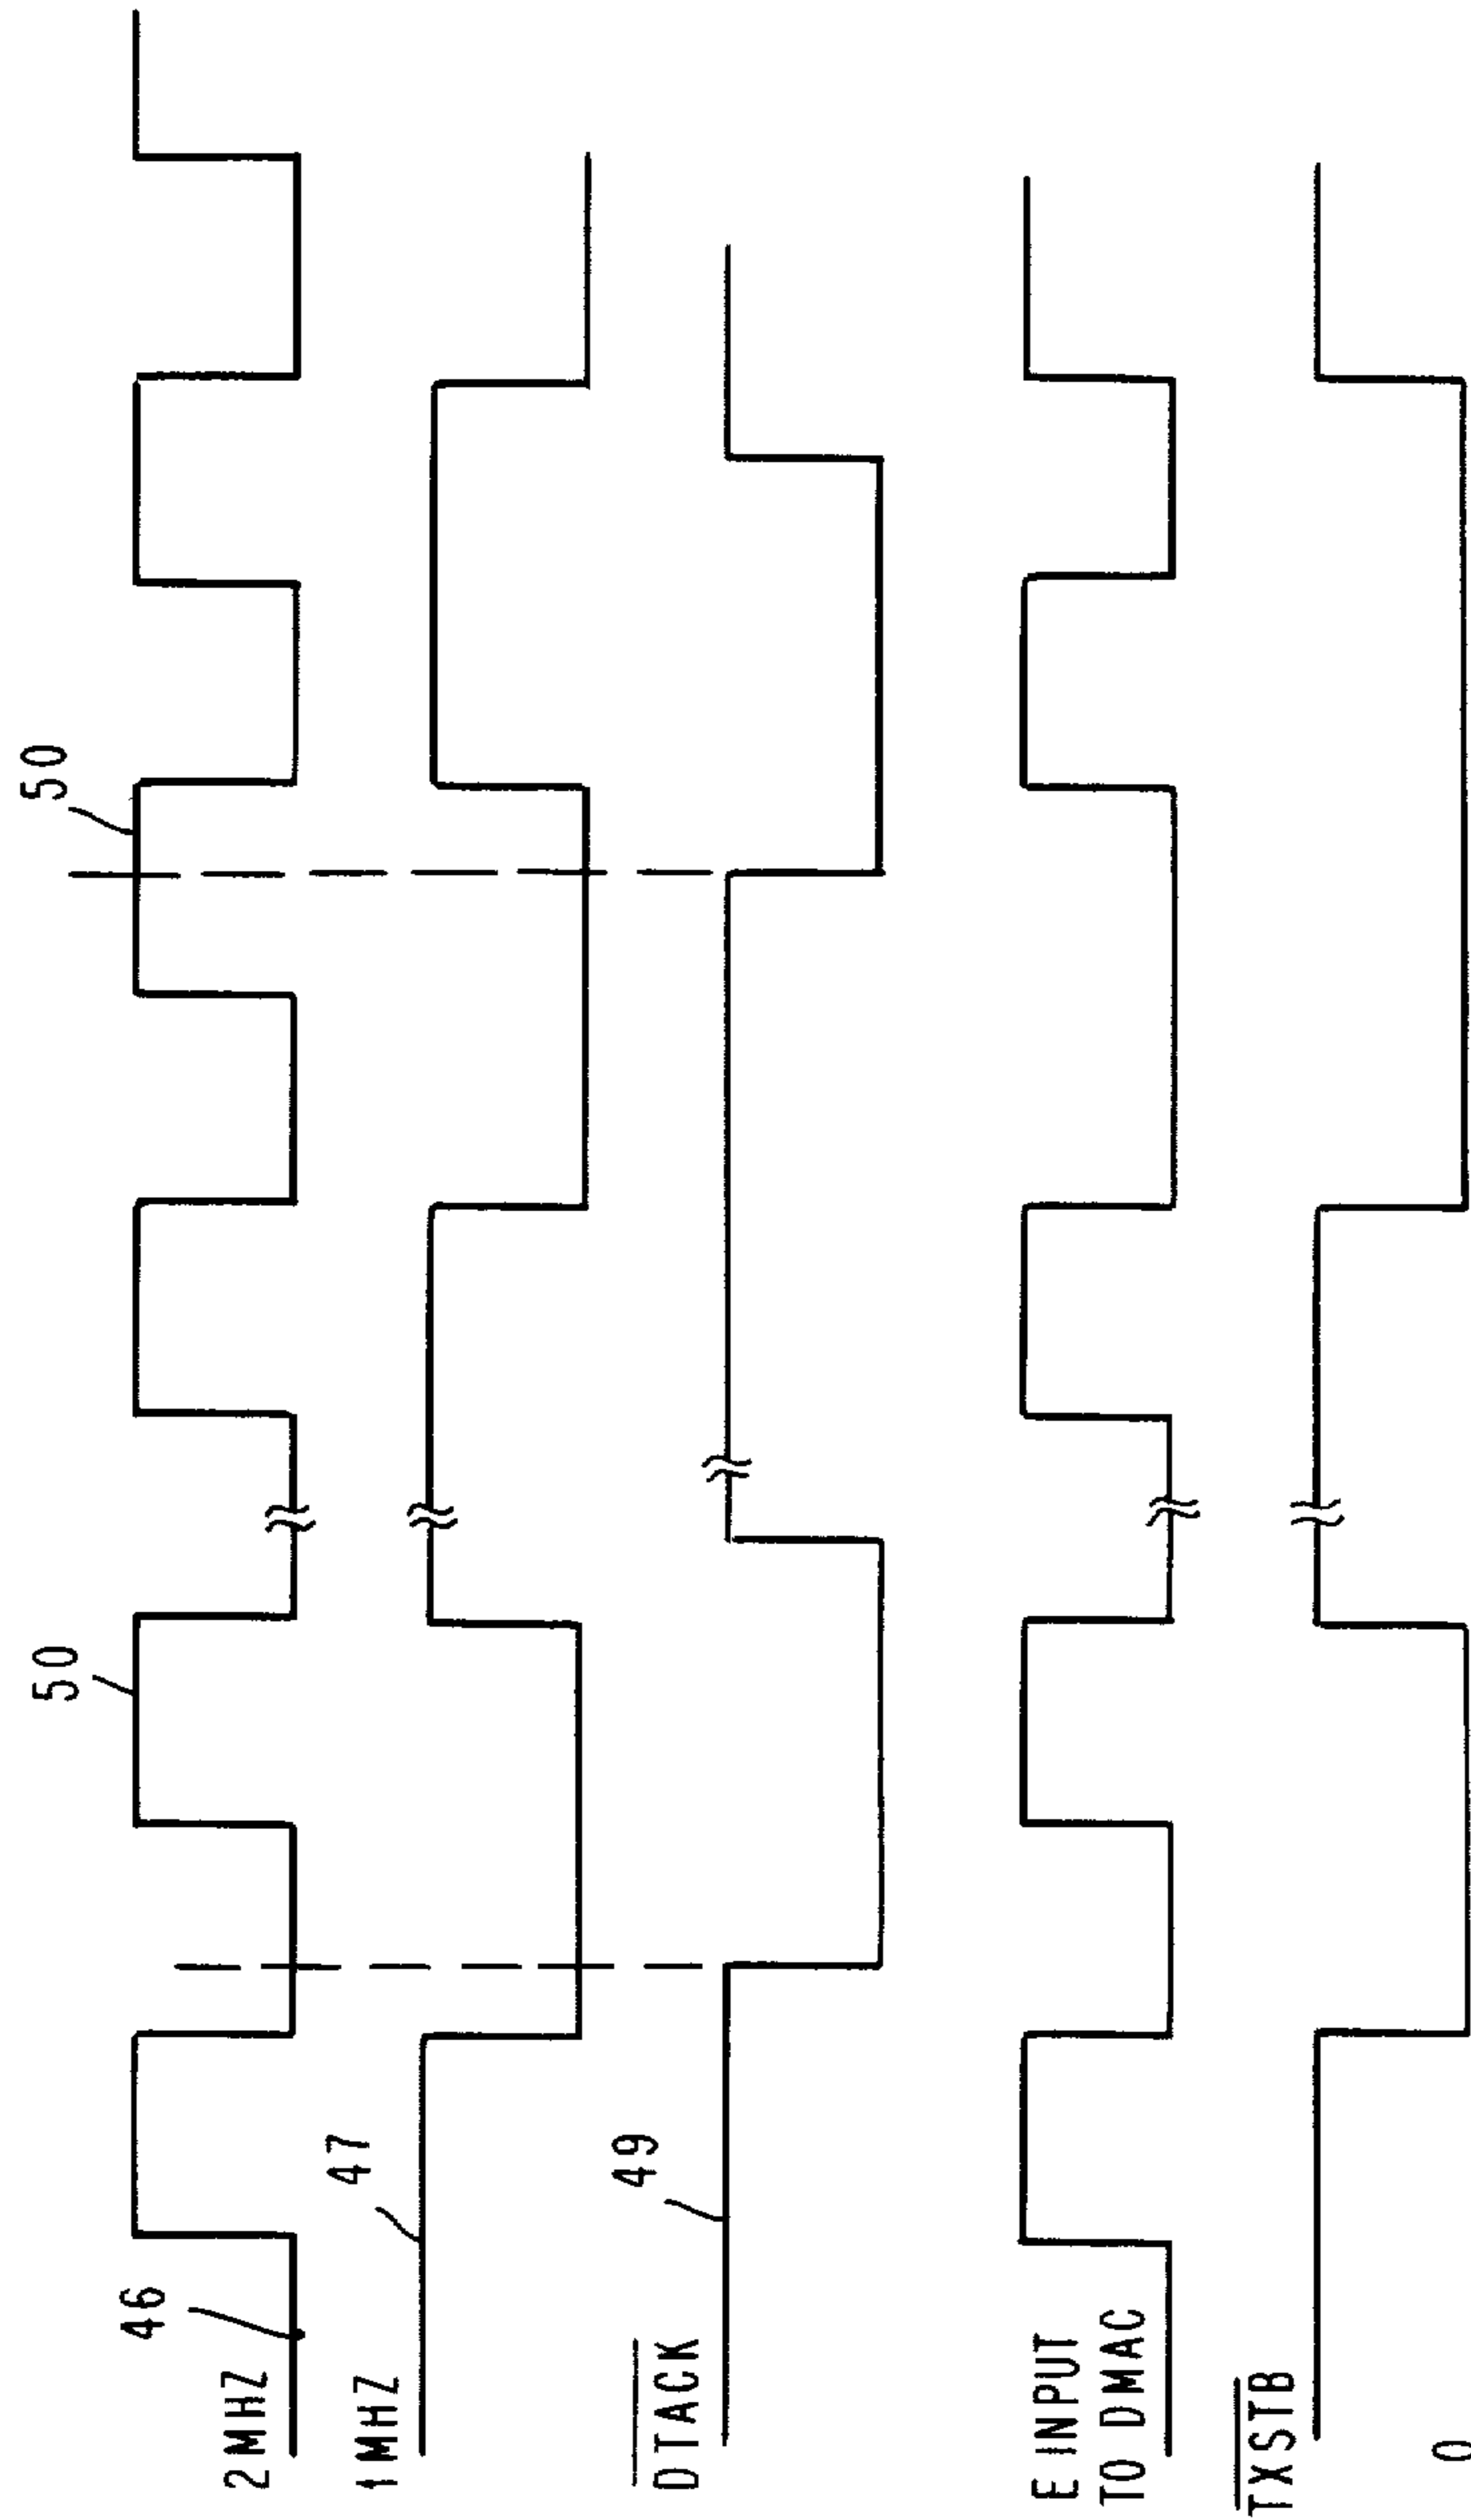 50
50
46
2MHZ
47
1MHZ
49
DTACK
E INPUT
TO DMAC
TXSTB
0